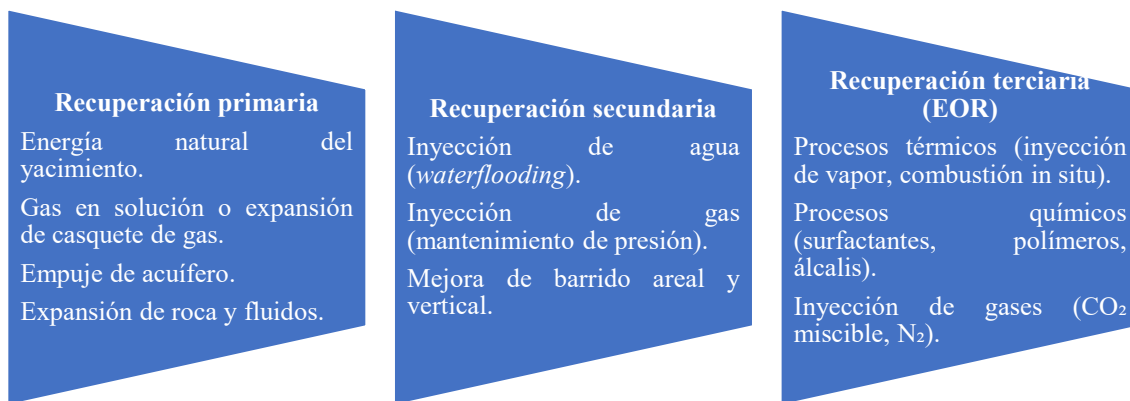 Recuperación primaria
Energía natural del
yacimiento.
Gas en solución o expansión
de casquete de gas.
Empuje de acuífero.
Expansión de roca y fluidos.
Recuperación secundaria
Inyección de agua
(waterflooding).
Inyección de gas
(mantenimiento de presión).
Mejora de barrido areal y
vertical.
Recuperación terciaria
(EOR)
Procesos térmicos (inyección
de vapor, combustión in situ).
Procesos químicos
(surfactantes, polímeros,
álcalis).
Inyección de gases (CO₂
miscible, N₂).